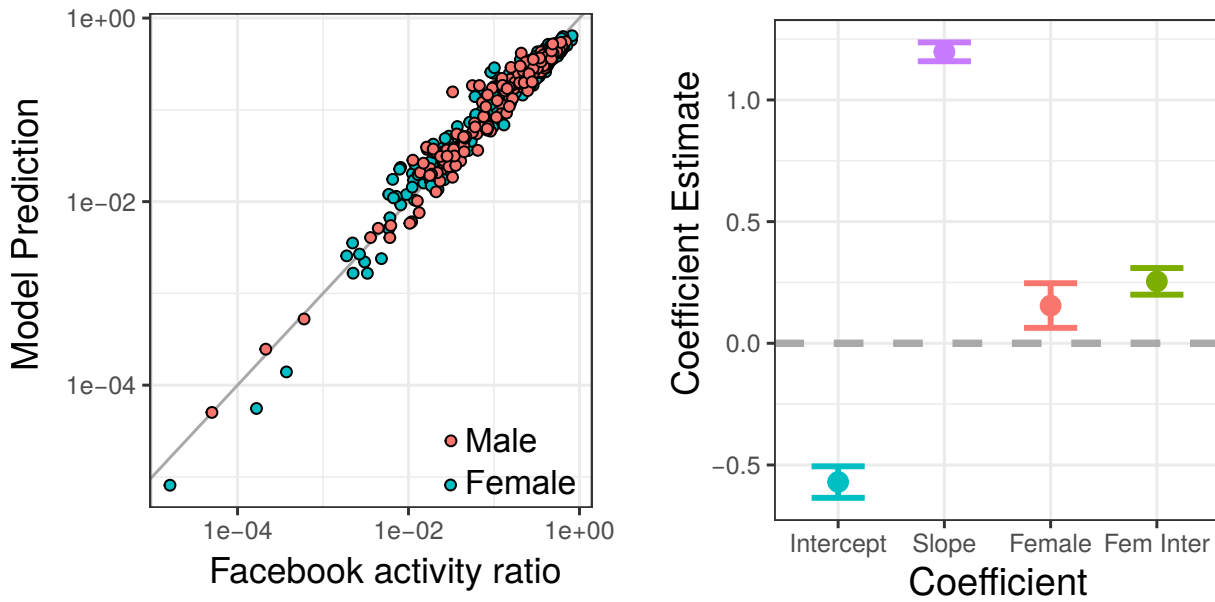 Model Prediction
1e+00
1e−02
1e−04
Male
Female
1e−04
1e−02
1e+00
Facebook activity ratio
Coefficient Estimate
1.0
0.5
0.0
−0.5
Intercept
Slope
Female
Fem Inter
Coefficient